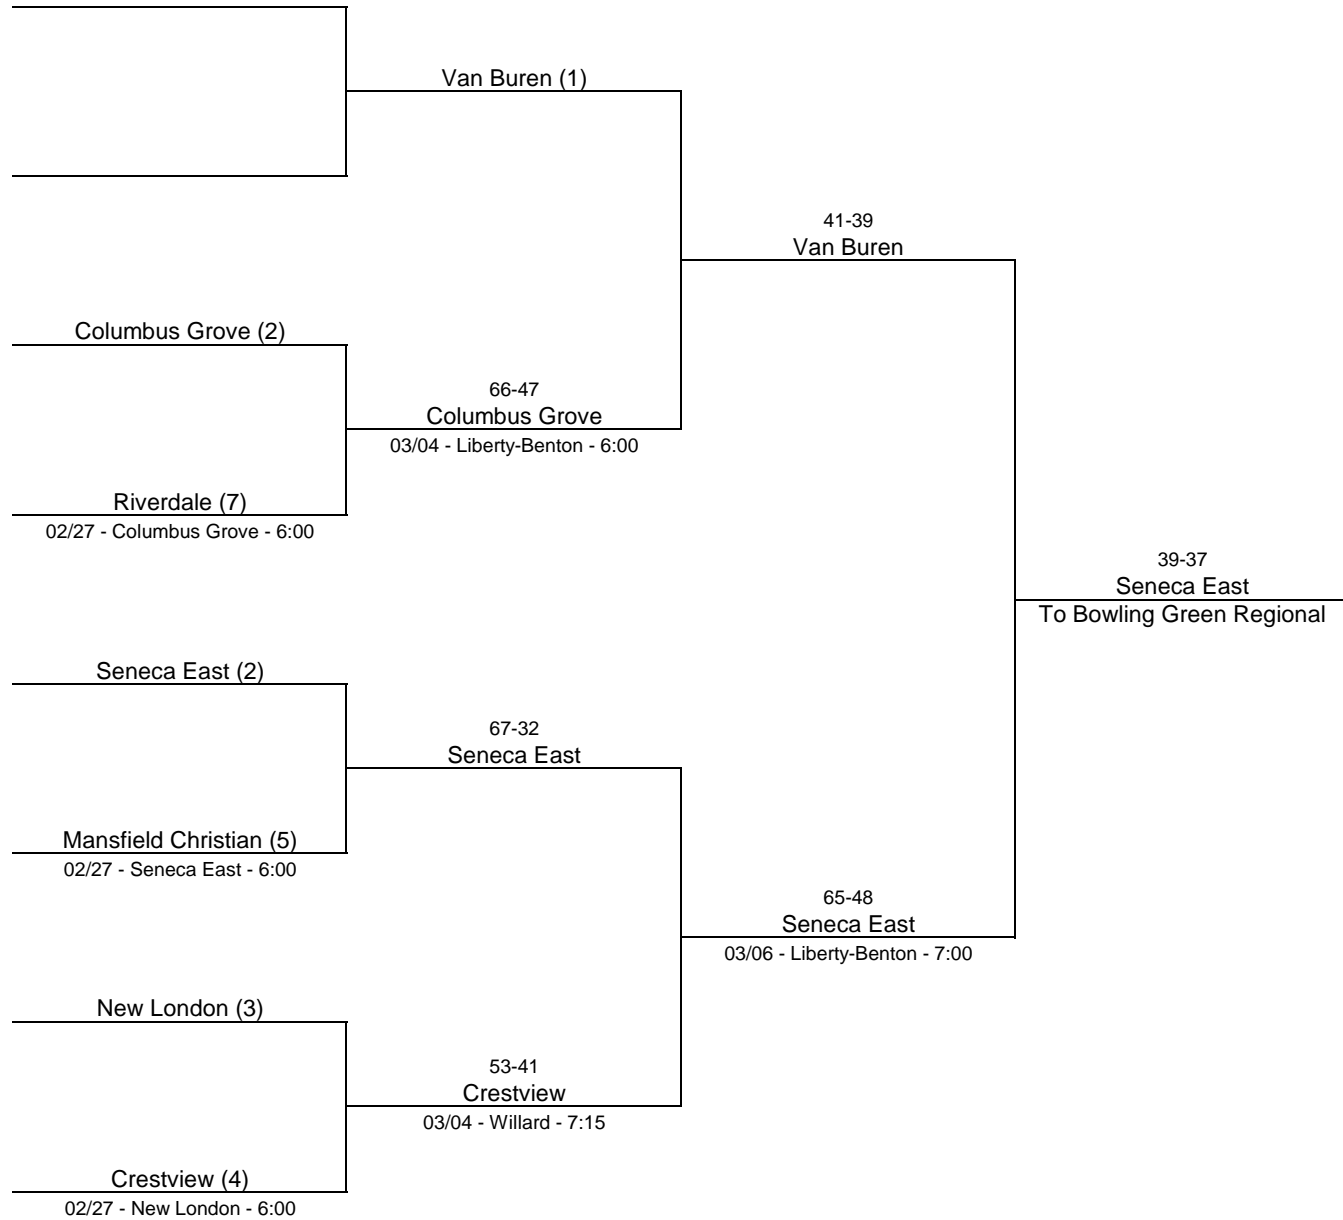 Van Buren (1)
41-39
Van Buren
Columbus Grove (2)
66-47
Columbus Grove
03/04 - Liberty-Benton - 6:00
Riverdale (7)
02/27 - Columbus Grove - 6:00
39-37
Seneca East
To Bowling Green Regional
Seneca East (2)
67-32
Seneca East
Mansfield Christian (5)
02/27 - Seneca East - 6:00
65-48
Seneca East
03/06 - Liberty-Benton - 7:00
New London (3)
53-41
Crestview
03/04 - Willard - 7:15
Crestview (4)
02/27 - New London - 6:00